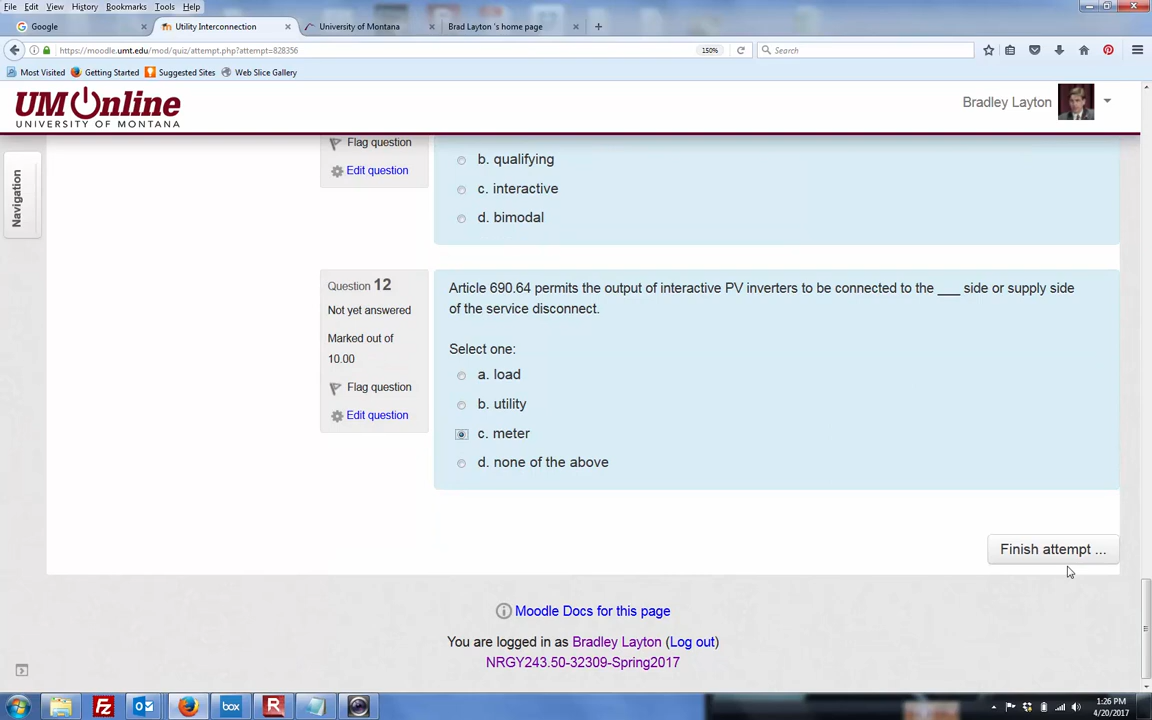 File Edit View History Bookmarks Tools Help
Google
Utility Interconnection
University of Montana
Brad Layton 's home page
https://moodle.umt.edu/mod/quiz/attempt.php?attempt=828356
150%
Search
Most Visited
Getting Started
Suggested Sites
Web Slice Gallery
UMOnline
UNIVERSITY OF MONTANA
Bradley Layton
Navigation
Flag question
Edit question
b. qualifying
c. interactive
d. bimodal
Question 12
Not yet answered
Marked out of
10.00
Flag question
Edit question
Article 690.64 permits the output of interactive PV inverters to be connected to the ___ side or supply side
of the service disconnect.
Select one:
a. load
b. utility
c. meter
d. none of the above
Finish attempt ...
Moodle Docs for this page
You are logged in as Bradley Layton (Log out)
NRGY243.50-32309-Spring2017
box
1:26 PM
4/20/2017